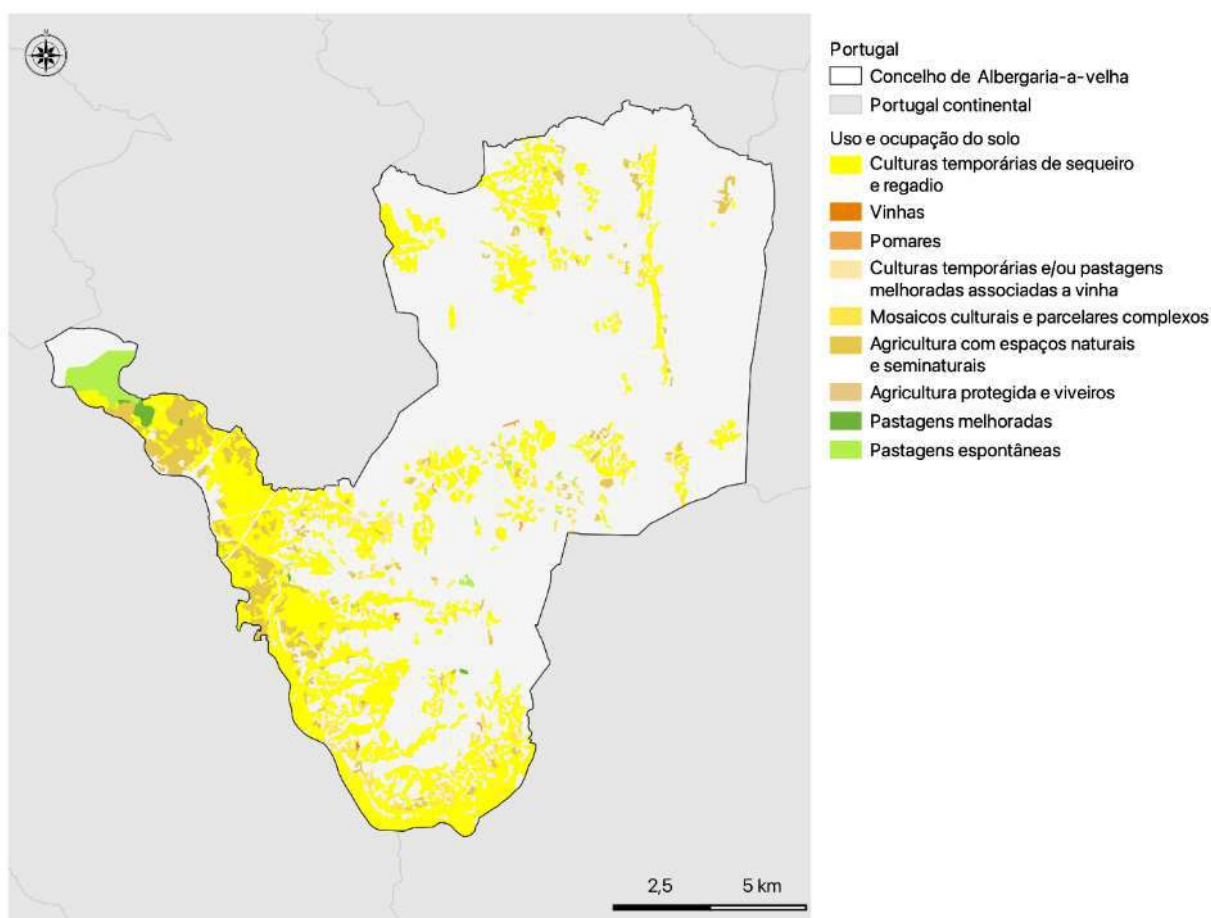 N
Portugal
Concelho de Albergaria-a-velha
Portugal continental
Uso e ocupação do solo
Culturas temporárias de sequeiro
e regadio
Vinhas
Pomares
Culturas temporárias e/ou pastagens
melhoradas associadas a vinha
Mosaicos culturais e parcelares complexos
Agricultura com espaços naturais
e seminaturais
Agricultura protegida e viveiros
Pastagens melhoradas
Pastagens espontâneas
2,5 5 km